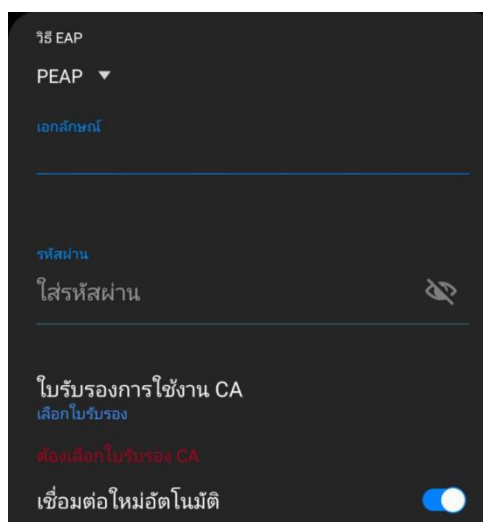 วิธี EAP
PEAP
เอกลักษณ์
รหัสผ่าน
ใส่รหัสผ่าน
ใบรับรองการใช้งาน CA
เลือกใบรับรอง
ต้องเลือกใบรับรอง CA
เชื่อมต่อใหม่อัตโนมัติ